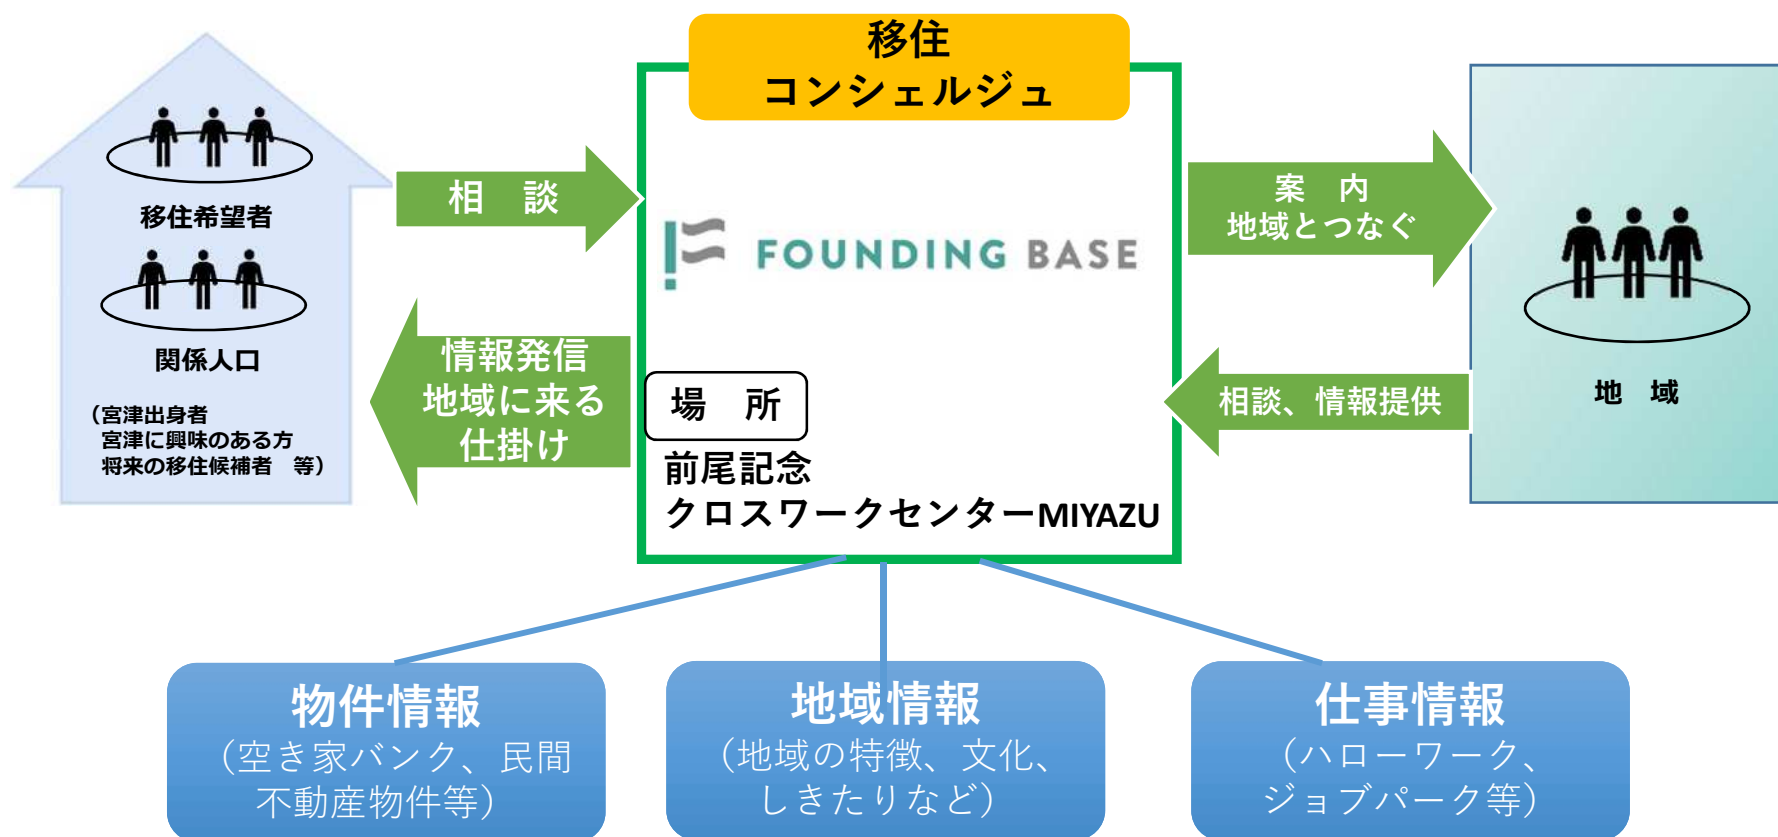 移住
コンシェルジュ
移住希望者
関係人口
（宮津出身者
宮津に興味のある方
将来の移住候補者　等）
相　談
情報発信
地域に来る
仕掛け
FOUNDING BASE
場　所
前尾記念
クロスワークセンターMIYAZU
案　内
地域とつなぐ
相談、情報提供
地　域
物件情報
（空き家バンク、民間
不動産物件等）
地域情報
（地域の特徴、文化、
しきたりなど）
仕事情報
（ハローワーク、
ジョブパーク等）